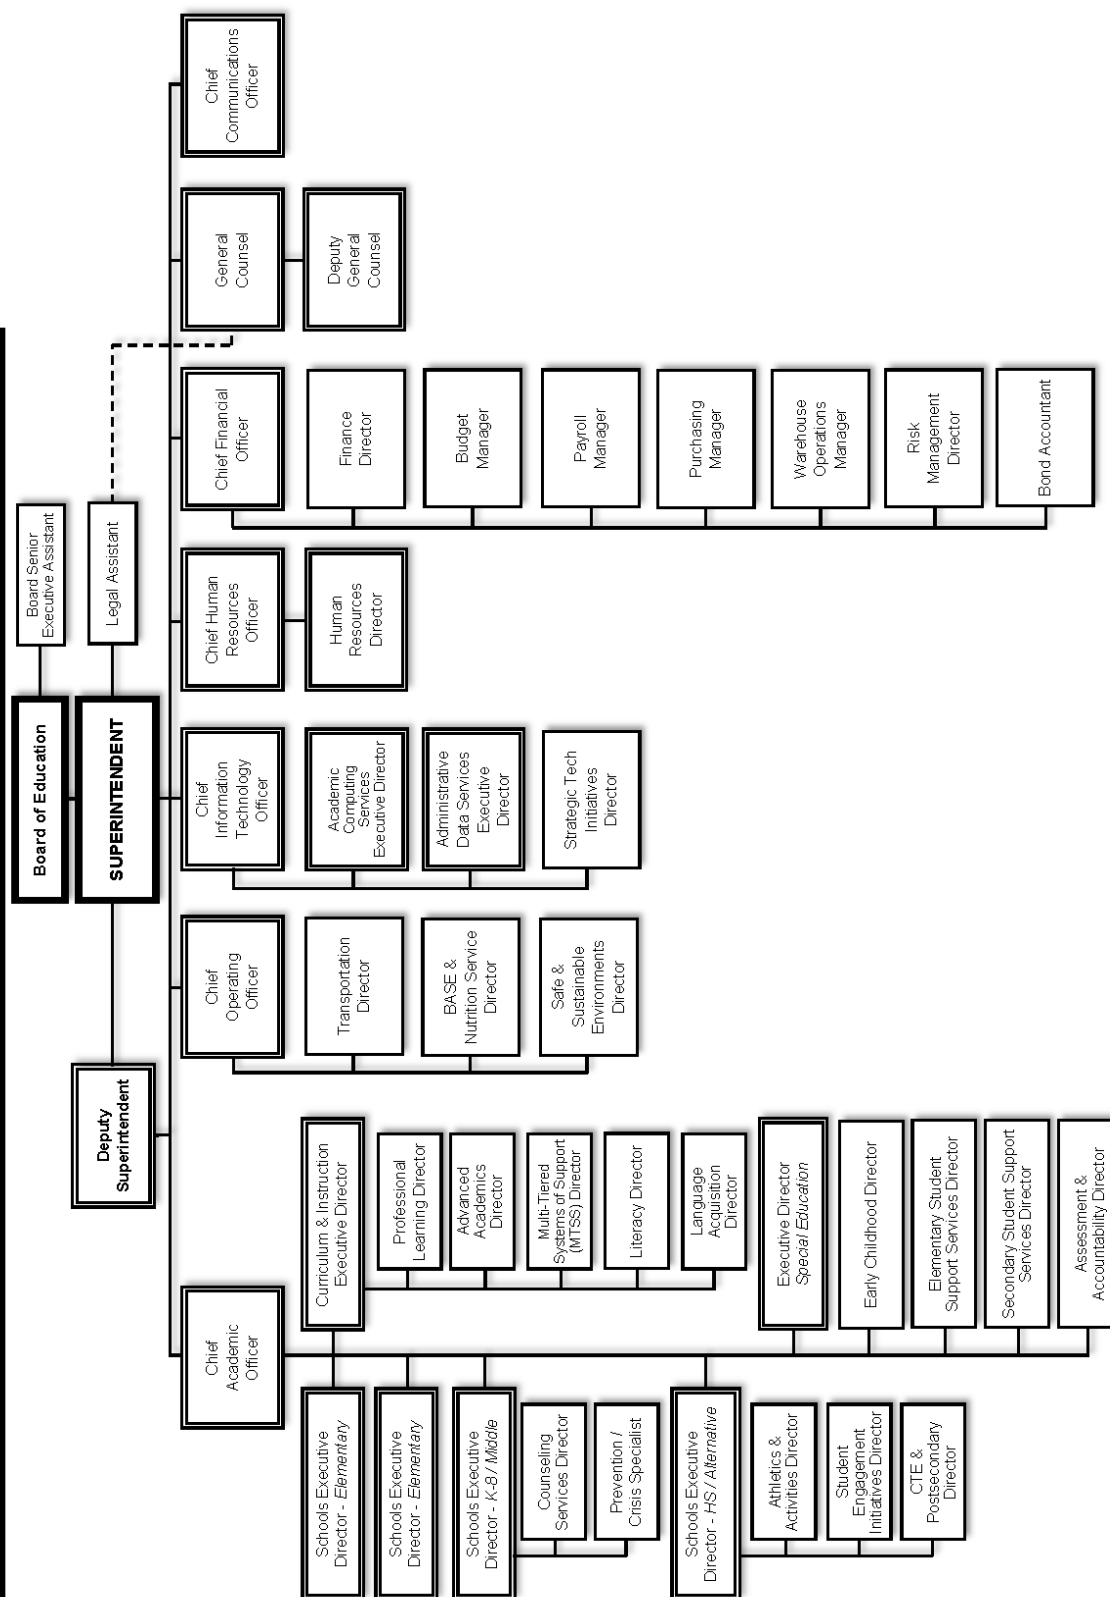 Board of Education
Board Senior
Executive Assistant
SUPERINTENDENT
Legal Assistant
Deputy
Superintendent
Chief
Academic
Officer
Chief
Operating
Officer
Chief
Information
Technology
Officer
Chief Human
Resources
Officer
Chief Financial
Officer
General
Counsel
Chief
Communications
Officer
Schools Executive
Director - Elementary
Schools Executive
Director - Elementary
Schools Executive
Director - K-8 / Middle
Counseling
Services Director
Prevention /
Crisis Specialist
Schools Executive
Director - HS / Alternative
Athletics &
Activities Director
Student
Engagement
Initiatives Director
CTE &
Postsecondary
Director
Curriculum & Instruction
Executive Director
Professional
Learning Director
Advanced
Academics
Director
Multi-Tiered
Systems of Support
(MTSS) Director
Literacy Director
Language
Acquisition
Director
Executive Director
Special Education
Early Childhood Director
Elementary Student
Support Services Director
Secondary Student Support
Services Director
Assessment &
Accountability Director
Transportation
Director
BASE &
Nutrition Service
Director
Safe &
Sustainable
Environments
Director
Academic
Computing
Services
Executive Director
Administrative
Data Services
Executive
Director
Strategic Tech
Initiatives
Director
Human
Resources
Director
Finance
Director
Budget
Manager
Payroll
Manager
Purchasing
Manager
Warehouse
Operations
Manager
Risk
Management
Director
Bond Accountant
Deputy
General
Counsel